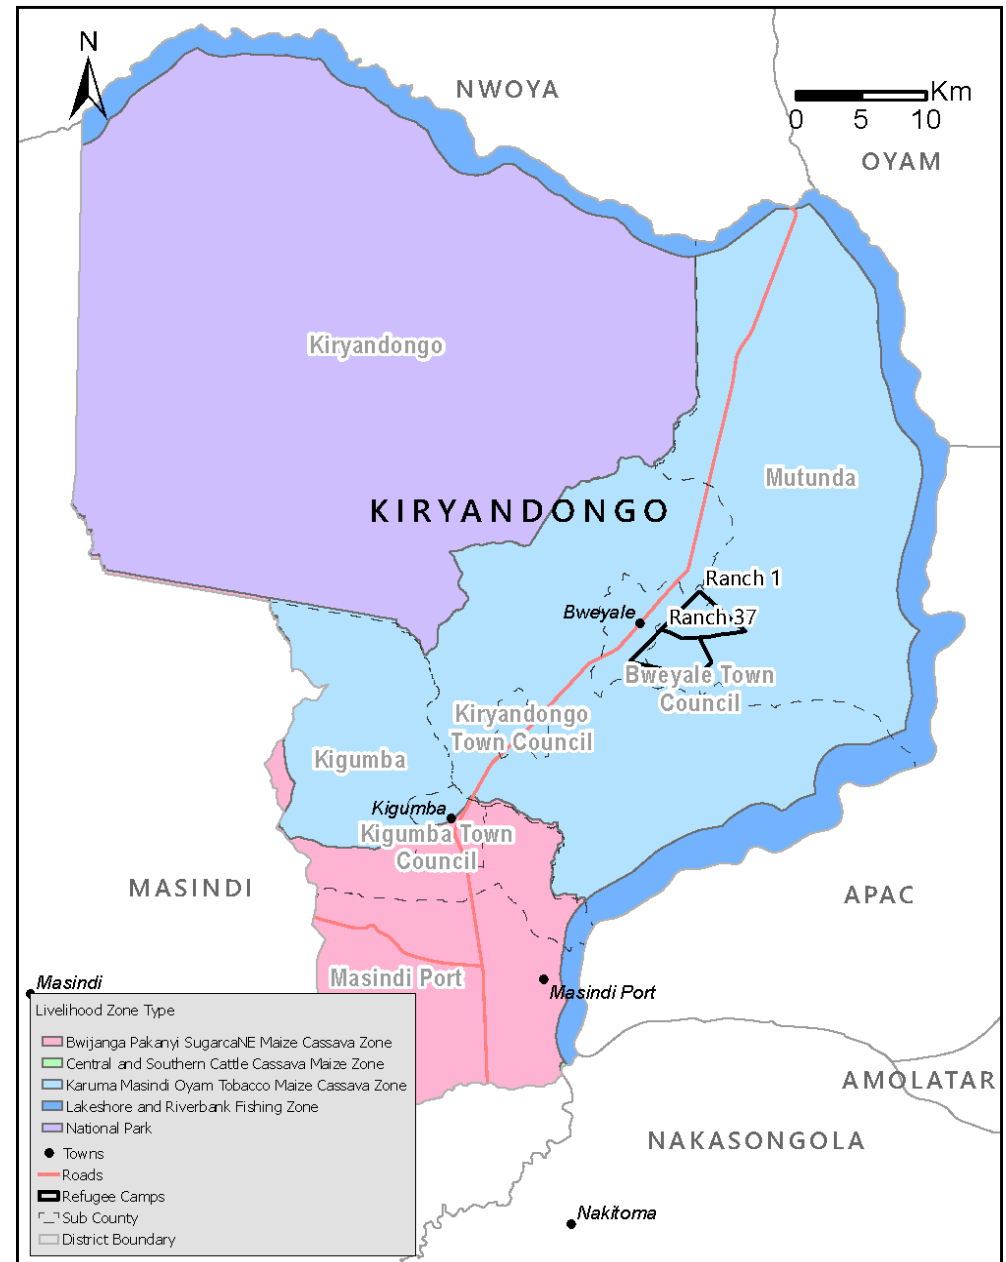 N
NWOYA
Km
0 5 10
OYAM
Kiryandongo
Mutunda
KIRYANDONGO
Ranch 1
Bweyale
Ranch 37
Bweyale Town
Council
Kiryandongo
Town Council
Kigumba
Kigumba
Kigumba Town
Council
MASINDI
APAC
Masindi Port
Masindi
Masindi Port
Livelihood Zone Type
Bwijanga Pakanyi SugarcaNE Maize Cassava Zone
Central and Southern Cattle Cassava Maize Zone
Karuma Masindi Oyam Tobacco Maize Cassava Zone
Lakeshore and Riverbank Fishing Zone
National Park
Towns
Roads
Refugee Camps
Sub County
District Boundary
AMOLATAR
NAKASONGOLA
Nakitoma